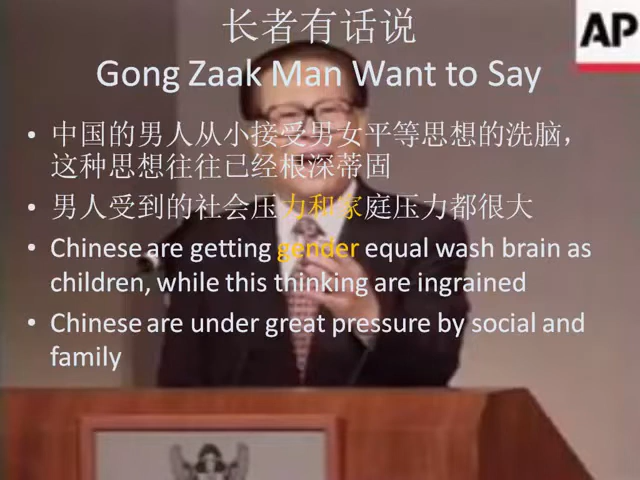 长者有话说
AP
Gong Zaak Man Want to Say
• 中国的男人从小接受男女平等思想的洗脑，
这种思想往往已经根深蒂固
• 男人受到的社会压力和家庭压力都很大
• Chinese are getting gender equal wash brain as
children, while this thinking are ingrained
• Chinese are under great pressure by social and
family